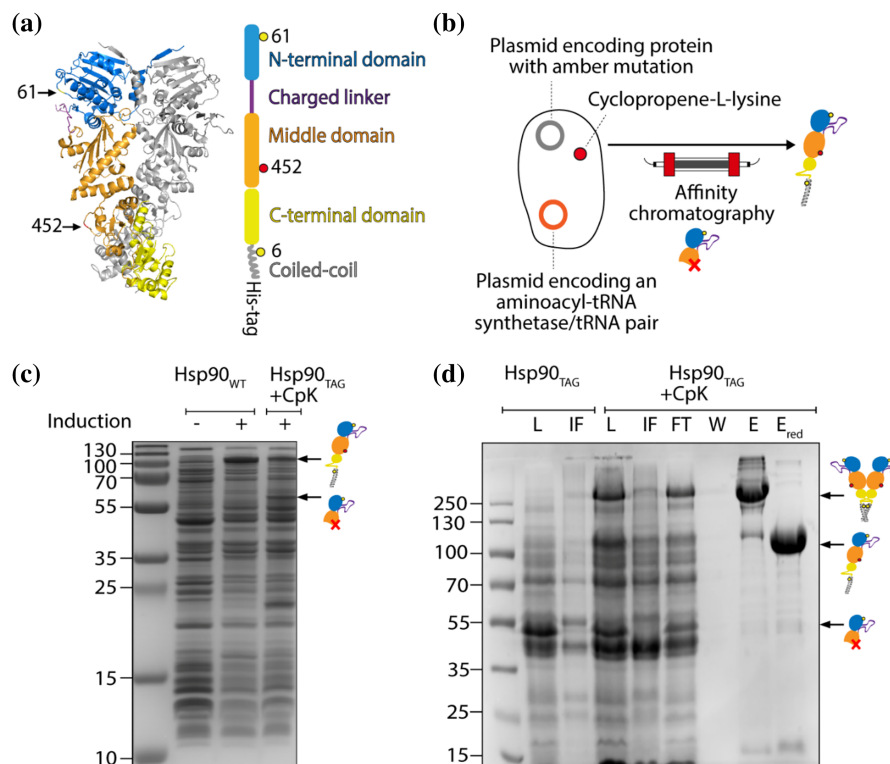 (a)
61
452
61
N-terminal domain
Charged linker
Middle domain
452
C-terminal domain
6
Coiled-coil
His-tag
(b)
Plasmid encoding protein
with amber mutation
Cyclopropene-L-lysine
Affinity
chromatography
Plasmid encoding an
aminoacyl-tRNA
synthetase/tRNA pair
(c)
Hsp90WT Hsp90TAG
+CpK
Induction - + +
130
100
70
55
35
25
15
10
(d)
Hsp90TAG Hsp90TAG
+CpK
L IF L IF FT W E Ered
250
130
100
70
55
35
25
15